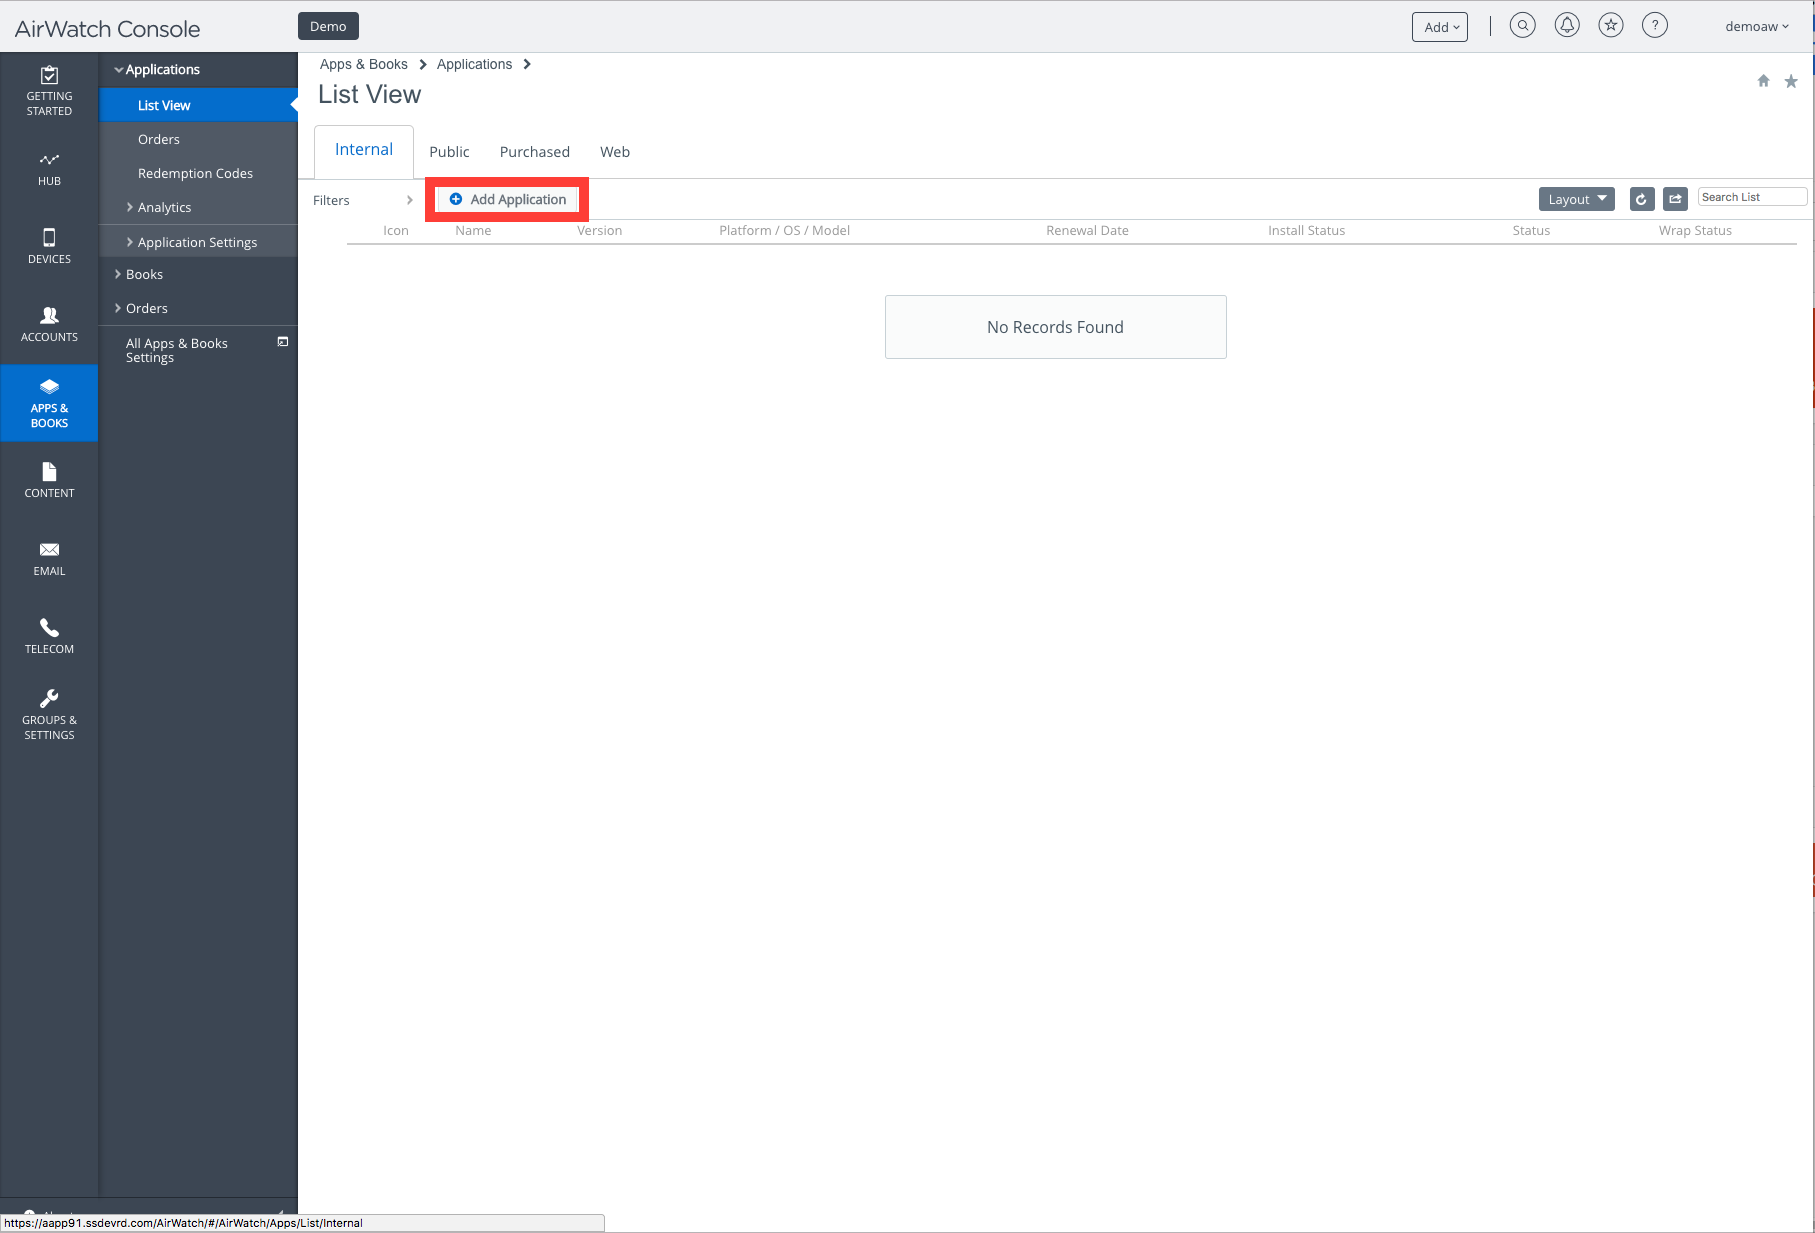 AirWatch Console
Demo
Add
?
demoaw
GETTING
STARTED
HUB
DEVICES
ACCOUNTS
APPS &
BOOKS
CONTENT
EMAIL
TELECOM
GROUPS &
SETTINGS
Applications
List View
Orders
Redemption Codes
Analytics
Application Settings
Books
Orders
All Apps & Books
Settings
Apps & Books > Applications >
List View
Internal
Public
Purchased
Web
Filters
Add Application
Layout
Search List
Icon
Name
Version
Platform / OS / Model
Renewal Date
Install Status
Status
Wrap Status
No Records Found
https://aapp91.ssdevrd.com/AirWatch/#/AirWatch/Apps/List/Internal